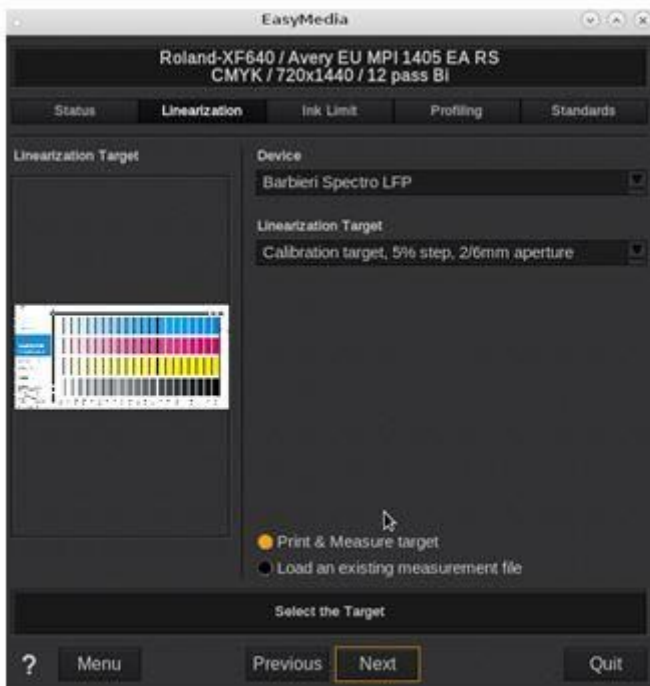 EasyMedia
Roland-XF640 / Avery EU MPI 1405 EA RS
CMYK / 720x1440 / 12 pass Bi
Status Linearization Ink Limit Profiling Standards
Linearization Target
Device
Barbieri Spectro LFP
Linearization Target
Calibration target, 5% step, 2/6mm aperture
Print & Measure target
Load an existing measurement file
Select the Target
? Menu Previous Next Quit